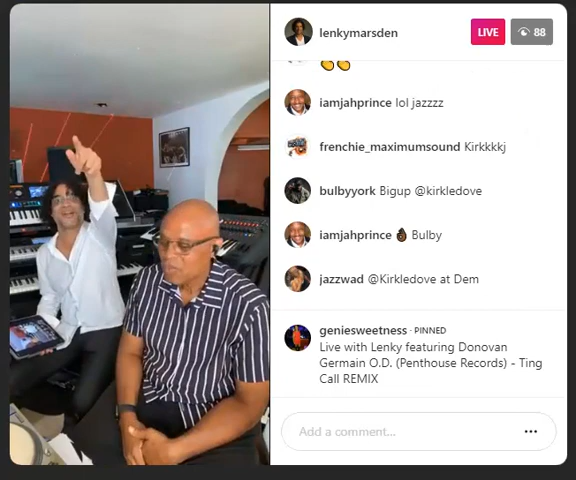 lenkymarsden
LIVE
88
iamjahprince lol jazzzz
frenchie_maximumsound Kirkkkkj
bulbyyork Bigup @kirkledove
iamjahprince Bulby
jazzwad @Kirkledove at Dem
geniesweetness · PINNED
Live with Lenky featuring Donovan
Germain O.D. (Penthouse Records) - Ting
Call REMIX
Add a comment...